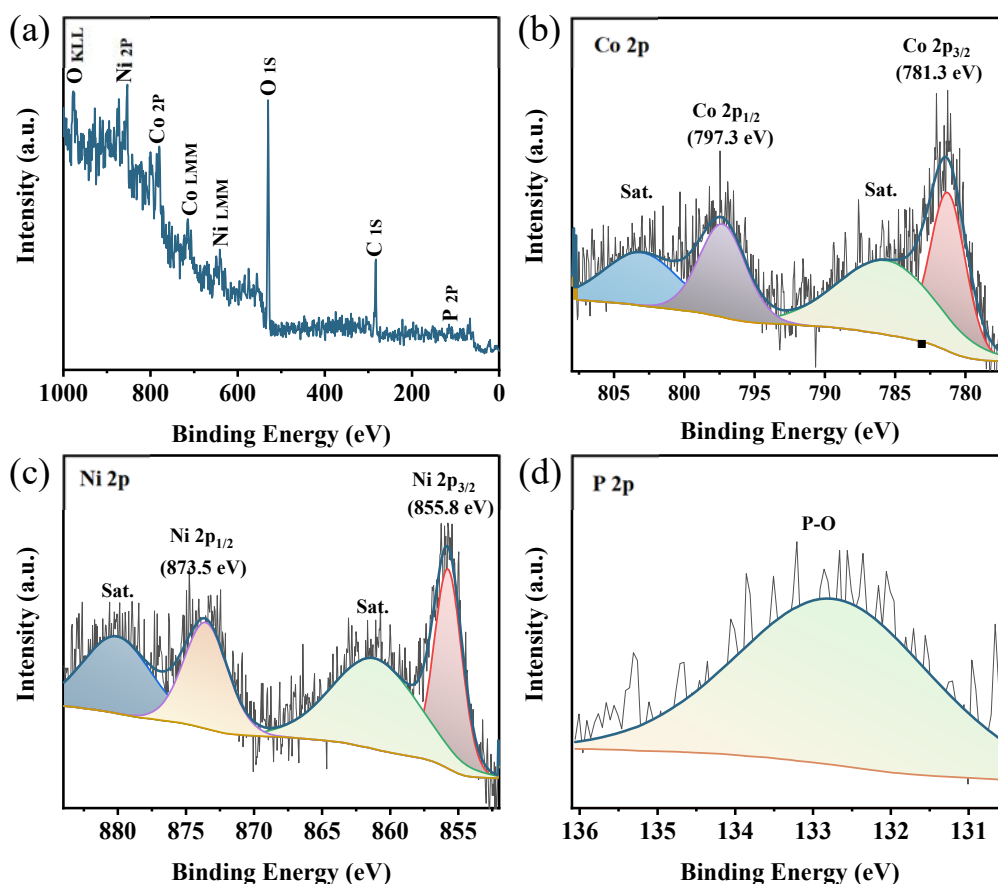 (a)
O KLL
Ni 2P
Co 2P
Co LMM
Ni LMM
O 1S
C 1S
P 2P
Intensity (a.u.)
1000 800 600 400 200 0
Binding Energy (eV)
(b)
Co 2p
Co 2p3/2
(781.3 eV)
Co 2p1/2
(797.3 eV)
Sat.
Sat.
Intensity (a.u.)
805 800 795 790 785 780
Binding Energy (eV)
(c)
Ni 2p
Ni 2p3/2
(855.8 eV)
Ni 2p1/2
(873.5 eV)
Sat.
Sat.
Intensity (a.u.)
880 875 870 865 860 855
Binding Energy (eV)
(d)
P 2p
P-O
Intensity (a.u.)
136 135 134 133 132 131
Binding Energy (eV)